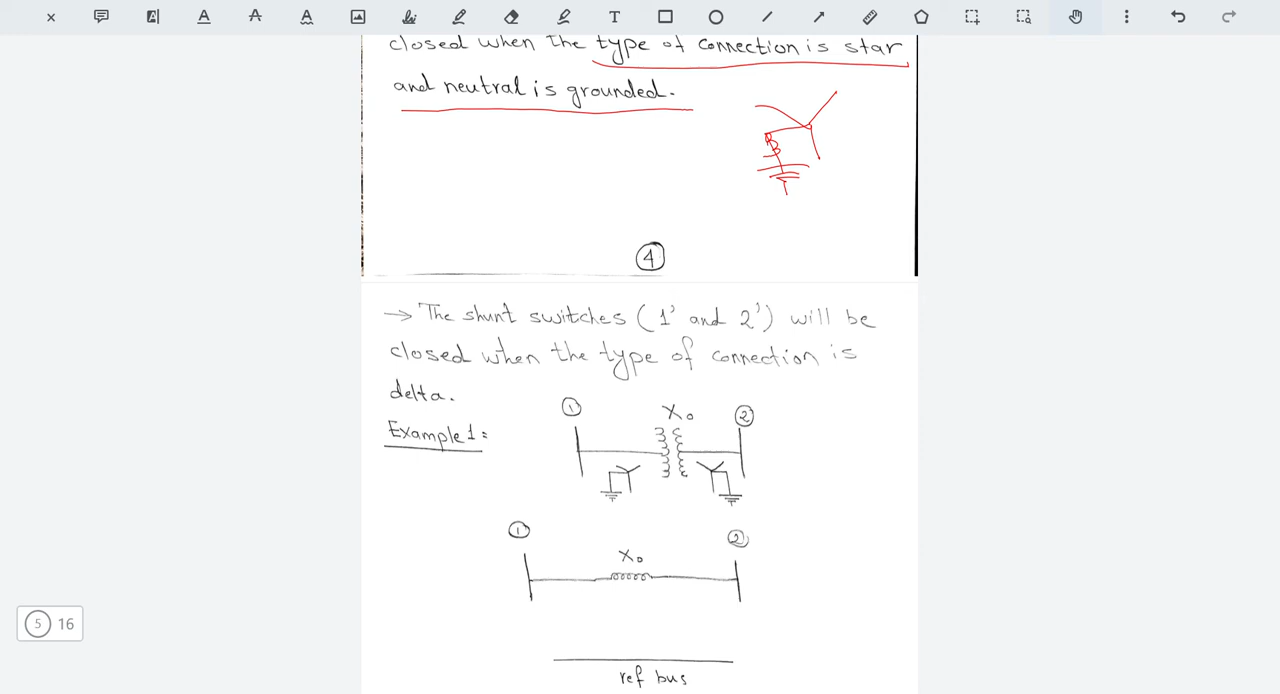 T
closed when the type of connection is star
and neutral is grounded.
4
→ The shunt switches (1' and 2') will be
closed when the type of connection is
delta.
Example 1:
1 X₀ 2
1 X₀ 2
ref bus
5 16